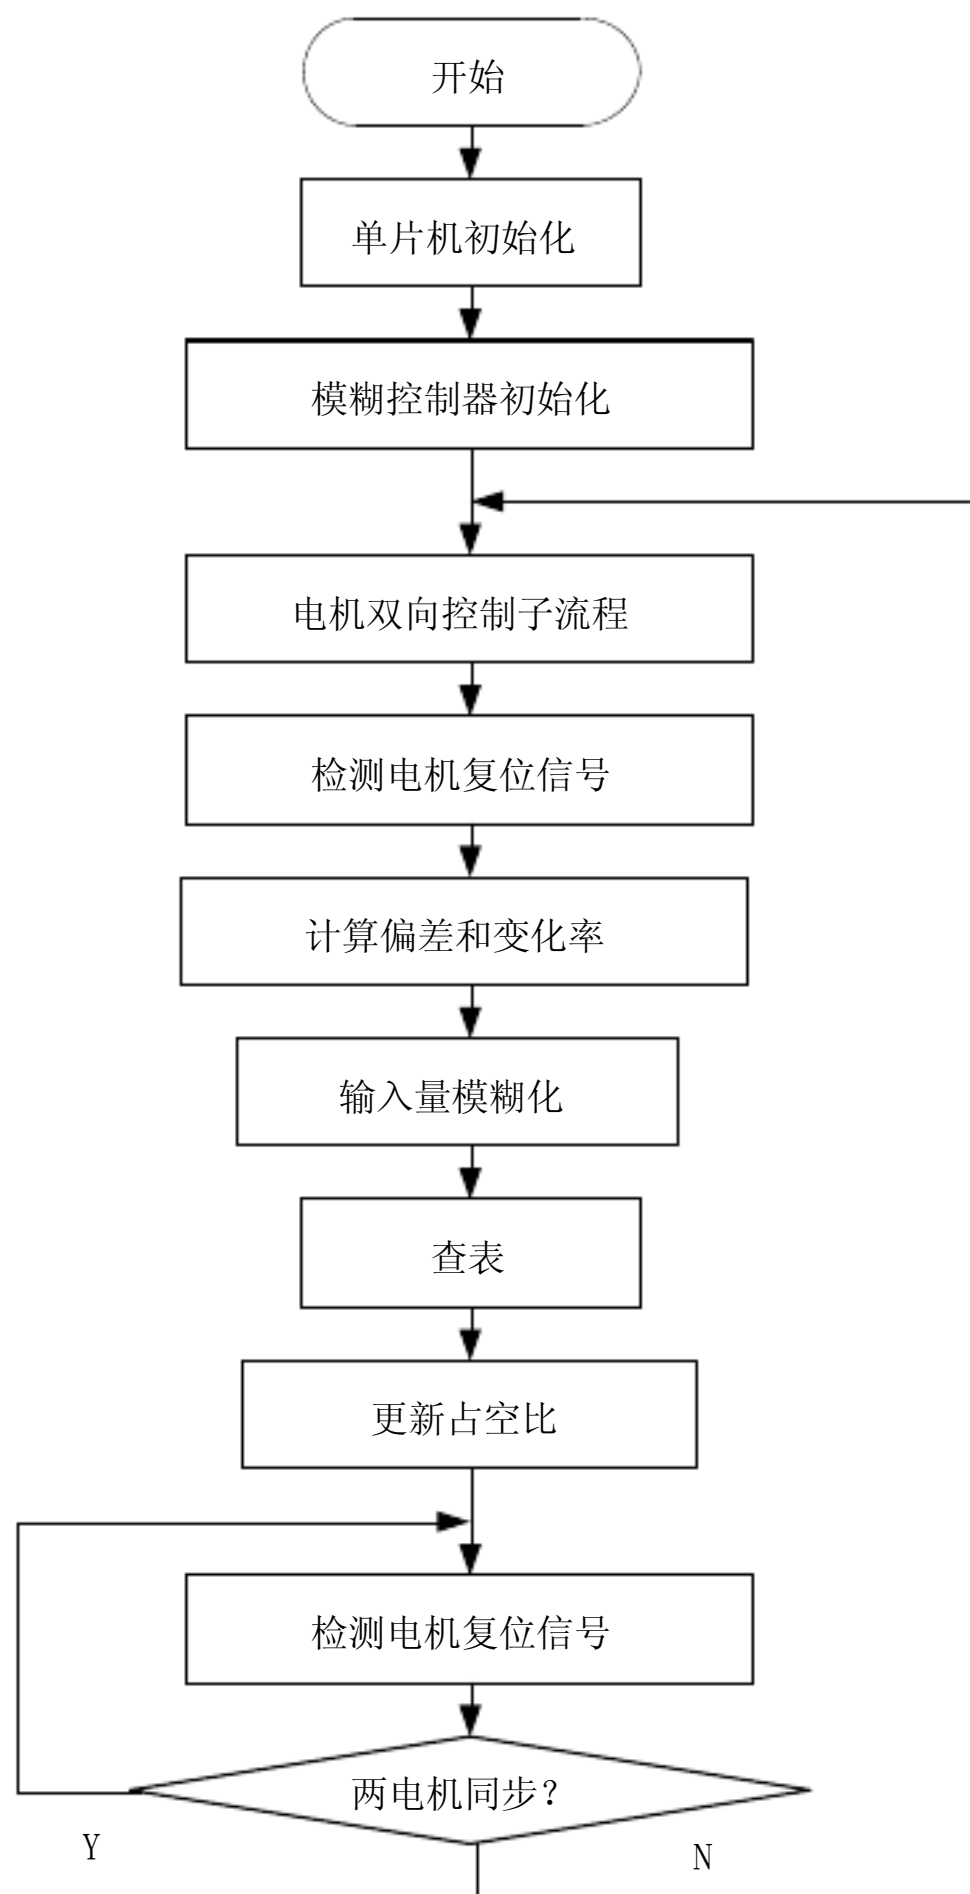 开始
单片机初始化
模糊控制器初始化
电机双向控制子流程
检测电机复位信号
计算偏差和变化率
输入量模糊化
查表
更新占空比
检测电机复位信号
两电机同步?
Y
N